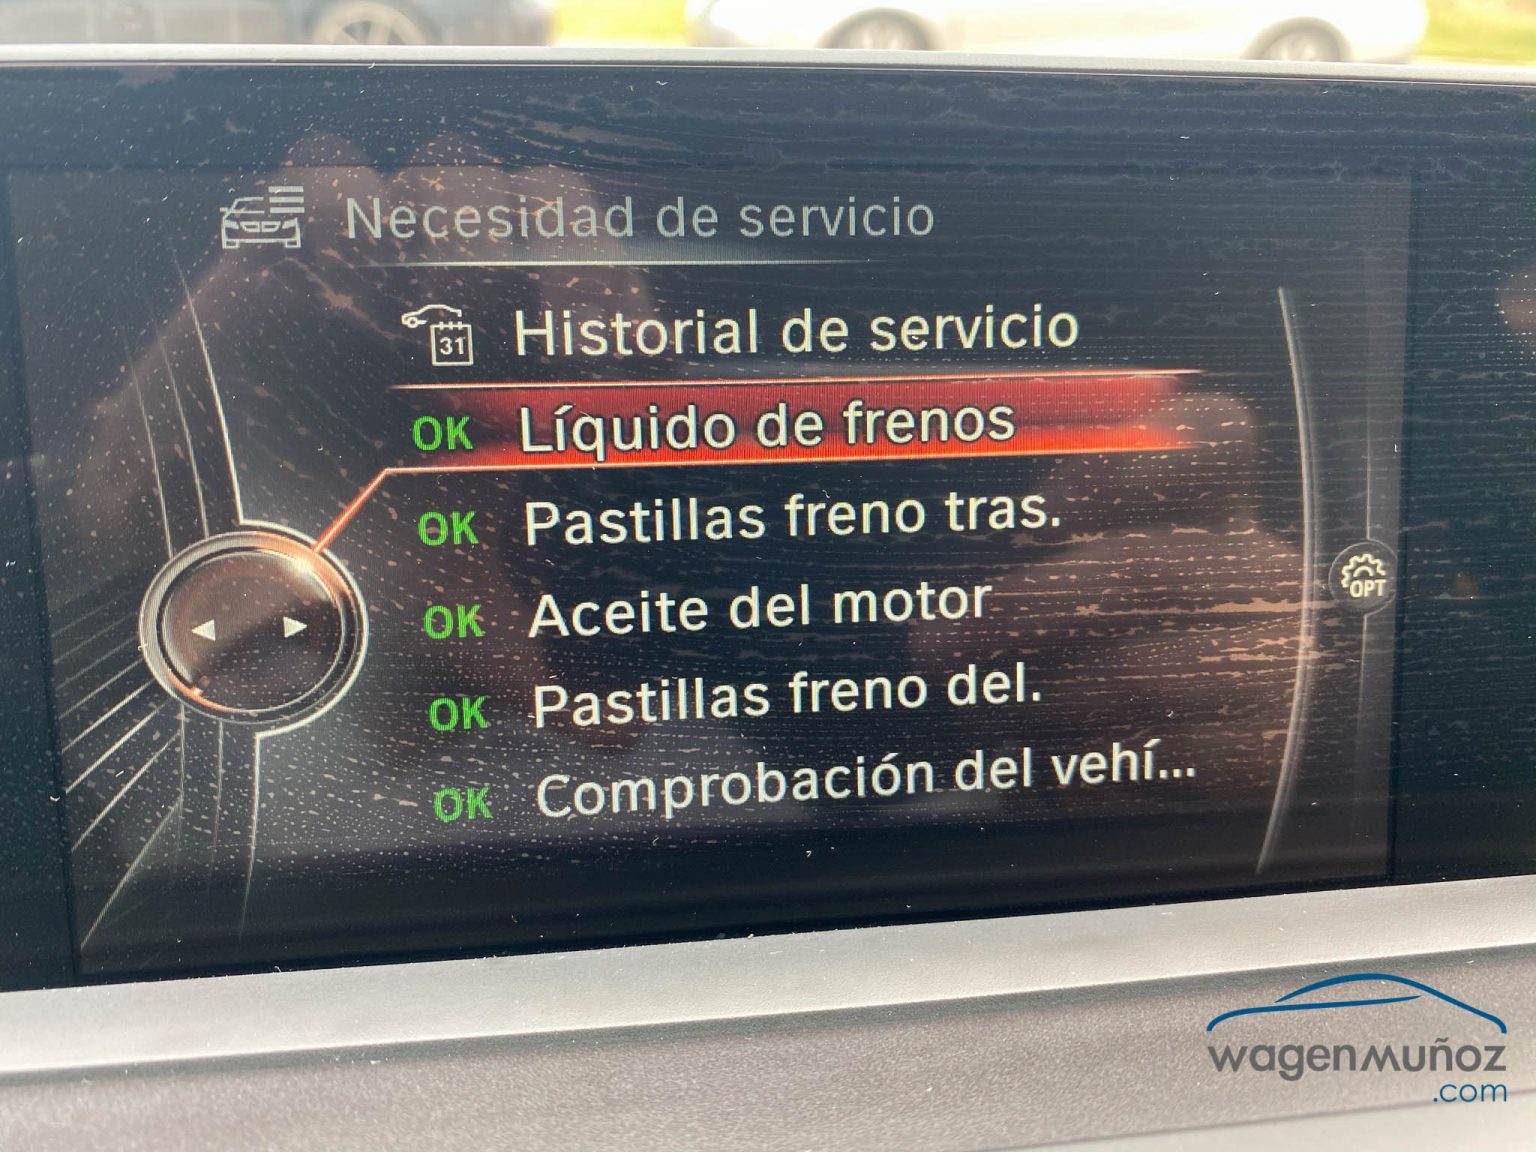 Necesidad de servicio
31 Historial de servicio
OK Líquido de frenos
OK Pastillas freno tras.
OK Aceite del motor
OK Pastillas freno del.
OK Comprobación del vehí...
OPT
wagenmuñoz
.com